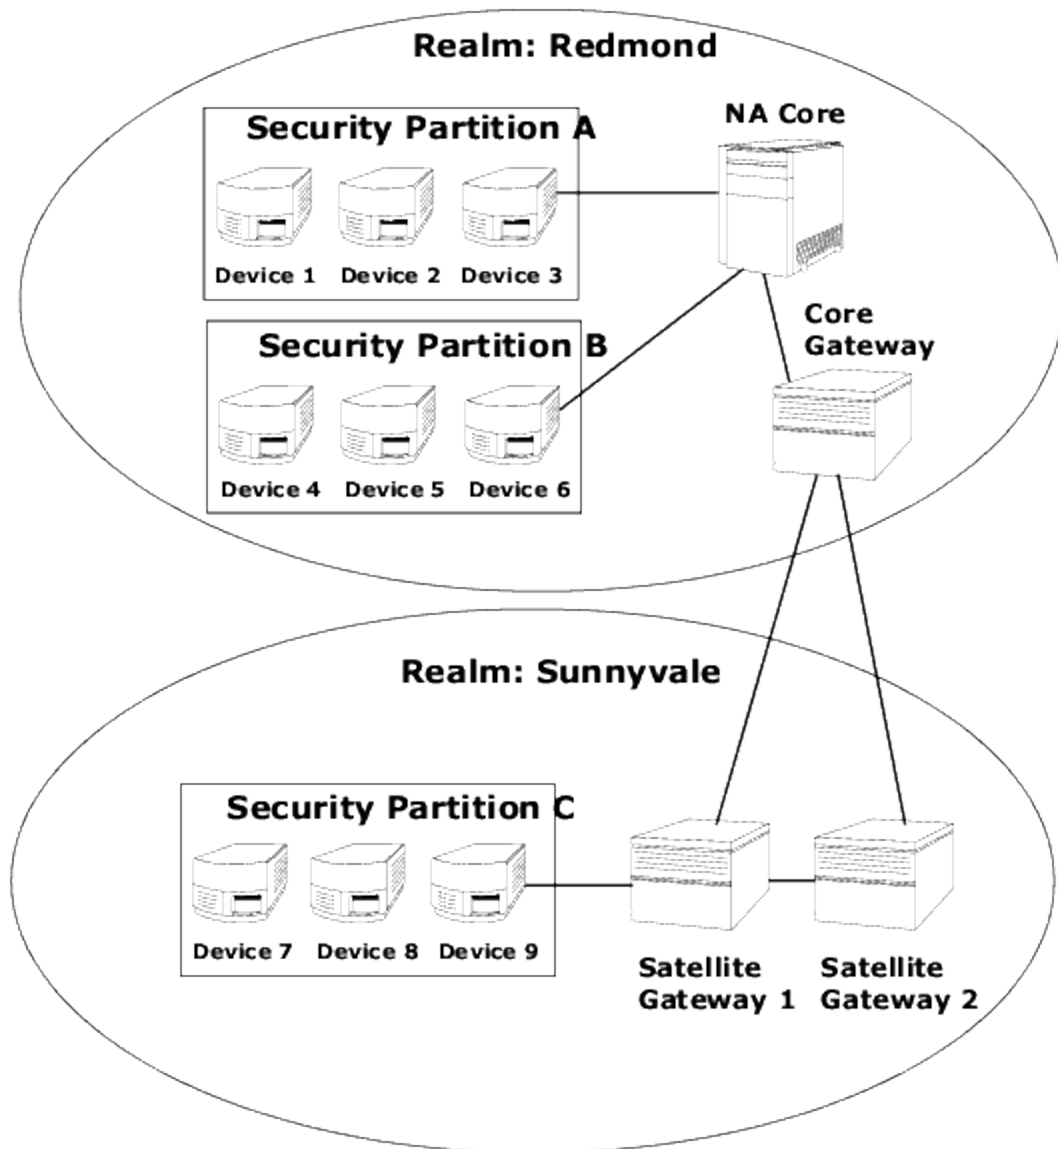 Realm: Redmond
Security Partition A
NA Core
Device 1
Device 2
Device 3
Core
Gateway
Security Partition B
Device 4
Device 5
Device 6
Realm: Sunnyvale
Security Partition C
Device 7
Device 8
Device 9
Satellite
Gateway 1
Satellite
Gateway 2